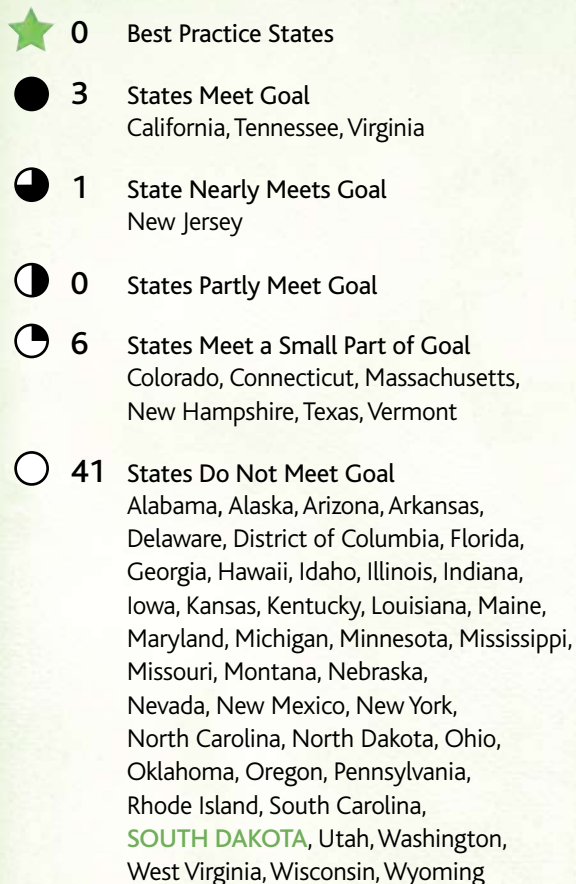 0 Best Practice States
3 States Meet Goal
California, Tennessee, Virginia
1 State Nearly Meets Goal
New Jersey
0 States Partly Meet Goal
6 States Meet a Small Part of Goal
Colorado, Connecticut, Massachusetts,
New Hampshire, Texas, Vermont
41 States Do Not Meet Goal
Alabama, Alaska, Arizona, Arkansas,
Delaware, District of Columbia, Florida,
Georgia, Hawaii, Idaho, Illinois, Indiana,
Iowa, Kansas, Kentucky, Louisiana, Maine,
Maryland, Michigan, Minnesota, Mississippi,
Missouri, Montana, Nebraska,
Nevada, New Mexico, New York,
North Carolina, North Dakota, Ohio,
Oklahoma, Oregon, Pennsylvania,
Rhode Island, South Carolina,
SOUTH DAKOTA, Utah, Washington,
West Virginia, Wisconsin, Wyoming